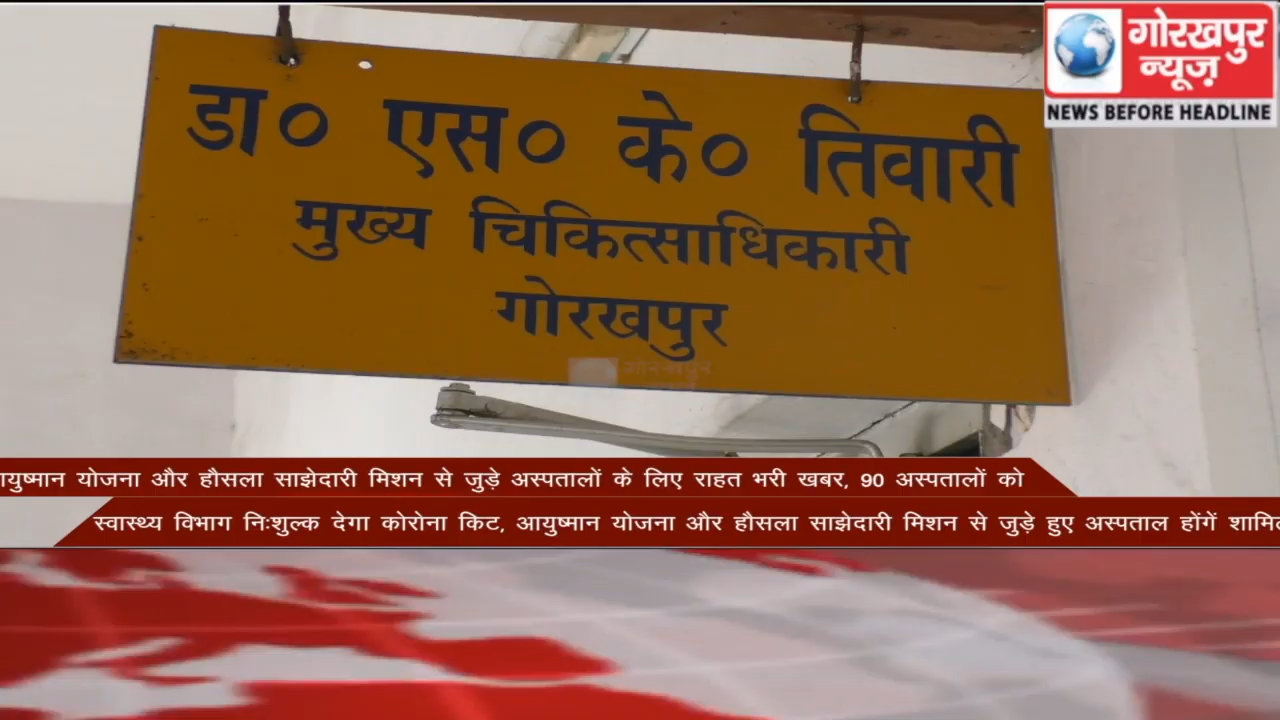 गोरखपुर
न्यूज़
NEWS BEFORE HEADLINE
डा० एस० के० तिवारी
मुख्य चिकित्साधिकारी
गोरखपुर
योजना और हौसला साझेदारी मिशन से जुड़े अस्पतालों के लिए राहत भरी खबर, 90 अस्पतालों को
स्वास्थ्य विभाग निःशुल्क देगा कोरोना किट, आयुष्मान योजना और हौसला साझेदारी मिशन से जुड़े हुए अस्पताल होंगें